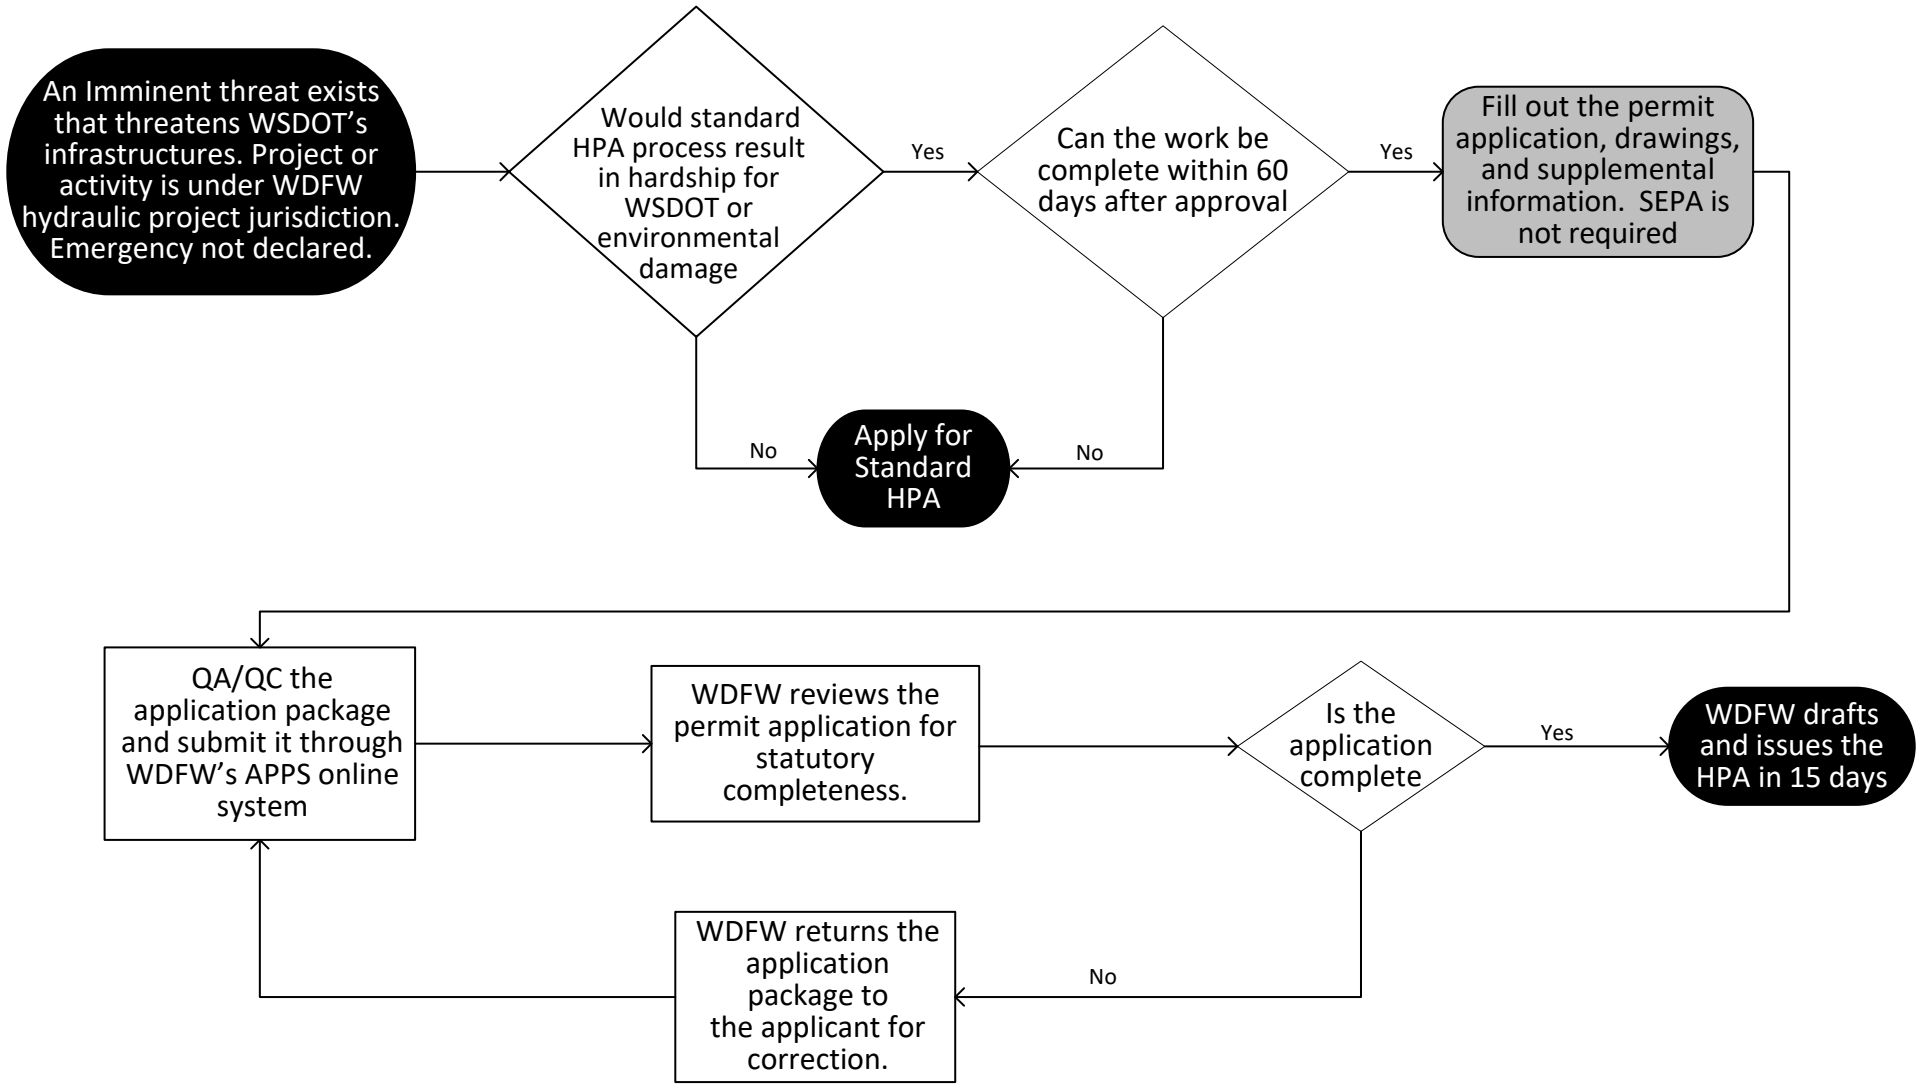 An Imminent threat exists
that threatens WSDOT’s
infrastructures. Project or
activity is under WDFW
hydraulic project jurisdiction.
Emergency not declared.
Would standard
HPA process result
in hardship for
WSDOT or
environmental
damage
Yes
Can the work be
complete within 60
days after approval
Yes
Fill out the permit
application, drawings,
and supplemental
information.  SEPA is
not required
No
Apply for
Standard
HPA
No
QA/QC the
application package
and submit it through
WDFW’s APPS online
system
WDFW reviews the
permit application for
statutory
completeness.
Is the
application
complete
Yes
WDFW drafts
and issues the
HPA in 15 days
No
WDFW returns the
application
package to
the applicant for
correction.